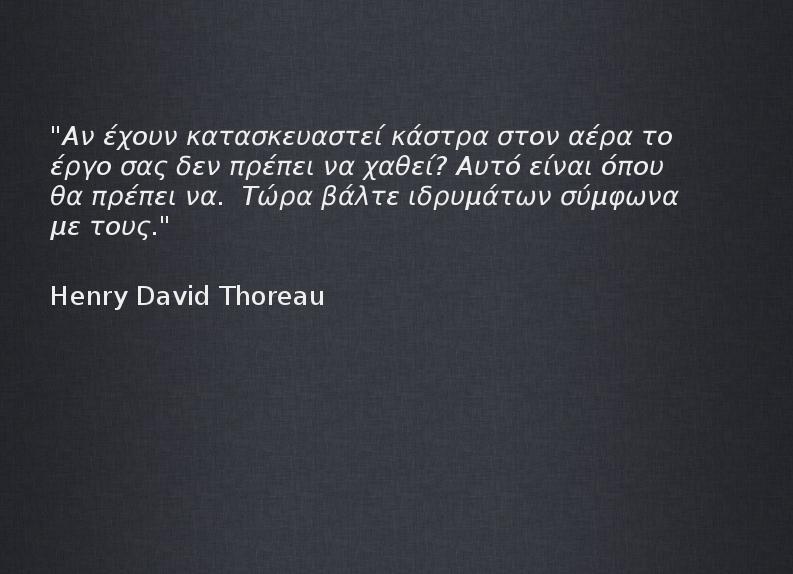 "Αν έχουν κατασκευαστεί κάστρα στον αέρα το
έργο σας δεν πρέπει να χαθεί? Αυτό είναι όπου
θα πρέπει να.  Τώρα βάλτε ιδρυμάτων σύμφωνα
με τους."
Henry David Thoreau